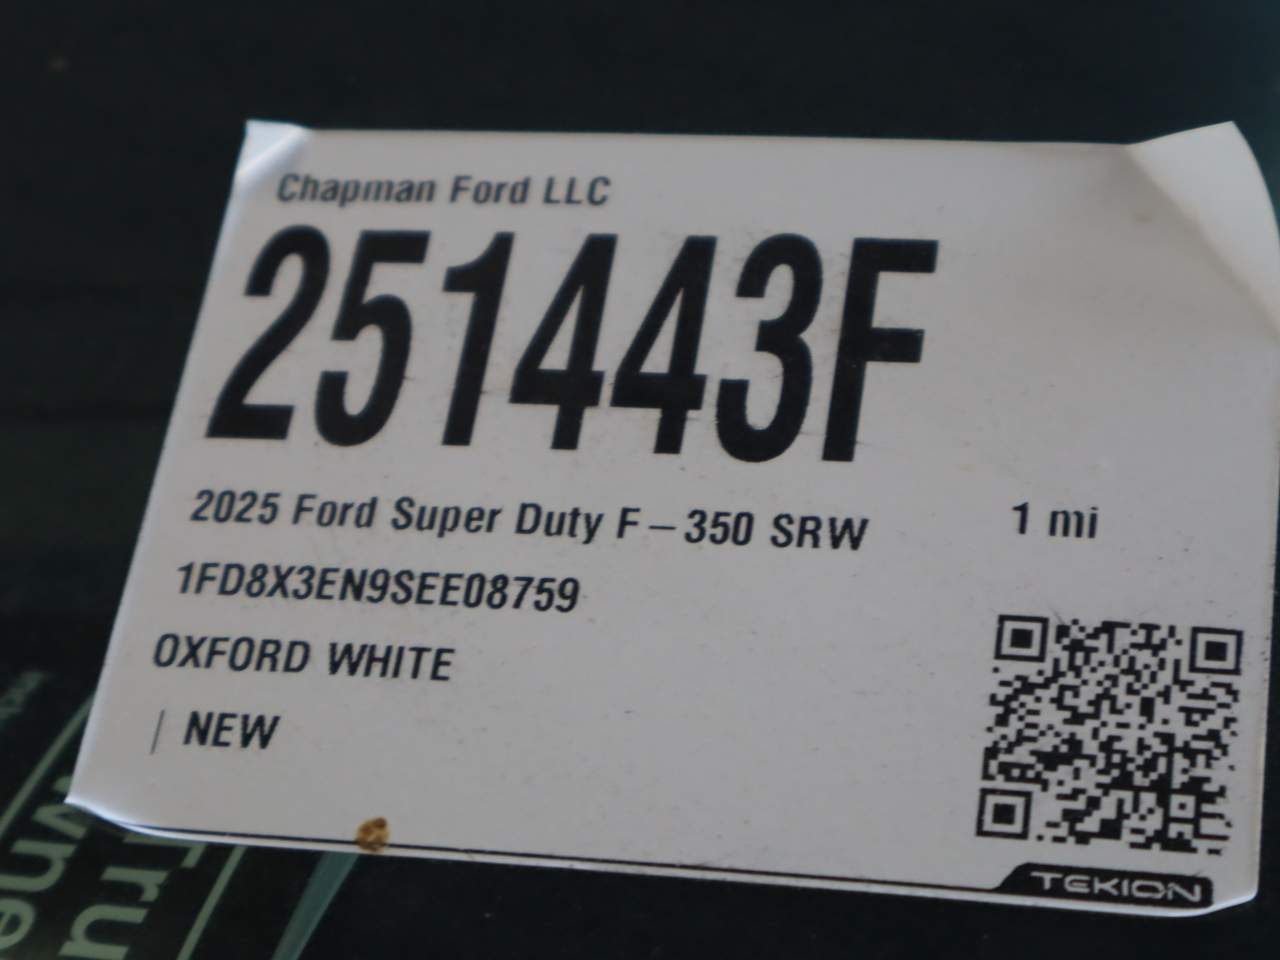 Chapman Ford LLC
251443F
2025 Ford Super Duty F-350 SRW 1 mi
1FD8X3EN9SEE08759
OXFORD WHITE
| NEW
TEKION